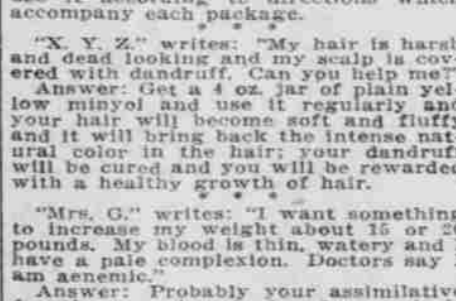 accompany each package.
* * *
"X. Y. Z." writes: "My hair is harsh
and dead looking and my scalp is cov-
ered with dandruff. Can you help me?"
Answer: Get a 4 oz. jar of plain yel-
low minyol and use it regularly and
your hair will become soft and fluffy
and it will bring back the intense nat-
ural color in the hair; your dandruff
will be cured and you will be rewarded
with a healthy growth of hair.
* * *
"Mrs. G." writes: "I want something
to increase my weight about 15 or 20
pounds. My blood is thin, watery and I
have a pale complexion. Doctors say I
am aenemic."
Answer: Probably your assimilative